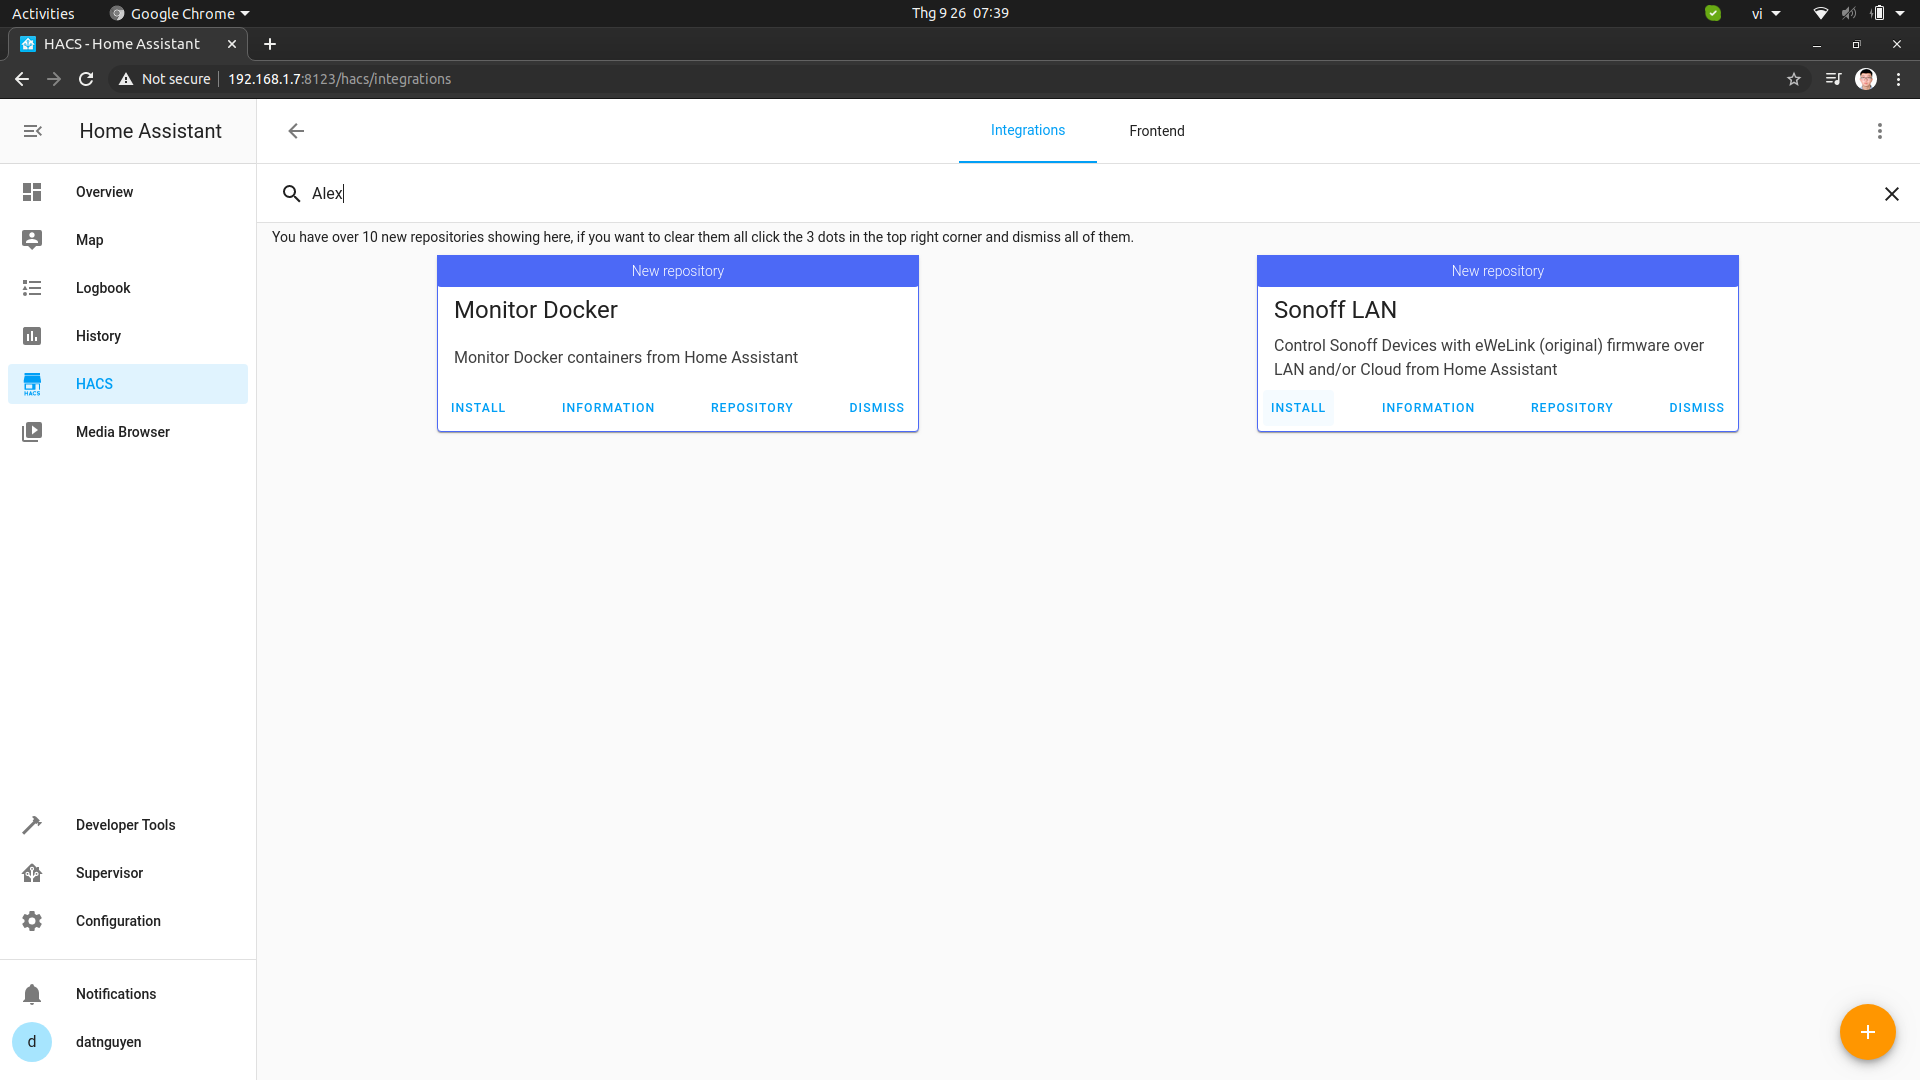 Activities
Google Chrome
Thg 9 26 07:39
vi
HACS - Home Assistant
Not secure
192.168.1.7:8123/hacs/integrations
Home Assistant
Integrations
Frontend
Overview
Map
Logbook
History
HACS
HACS
Media Browser
Alex
You have over 10 new repositories showing here, if you want to clear them all click the 3 dots in the top right corner and dismiss all of them.
New repository
Monitor Docker
Monitor Docker containers from Home Assistant
INSTALL INFORMATION REPOSITORY DISMISS
New repository
Sonoff LAN
Control Sonoff Devices with eWeLink (original) firmware over
LAN and/or Cloud from Home Assistant
INSTALL INFORMATION REPOSITORY DISMISS
Developer Tools
Supervisor
Configuration
Notifications
d
datnguyen